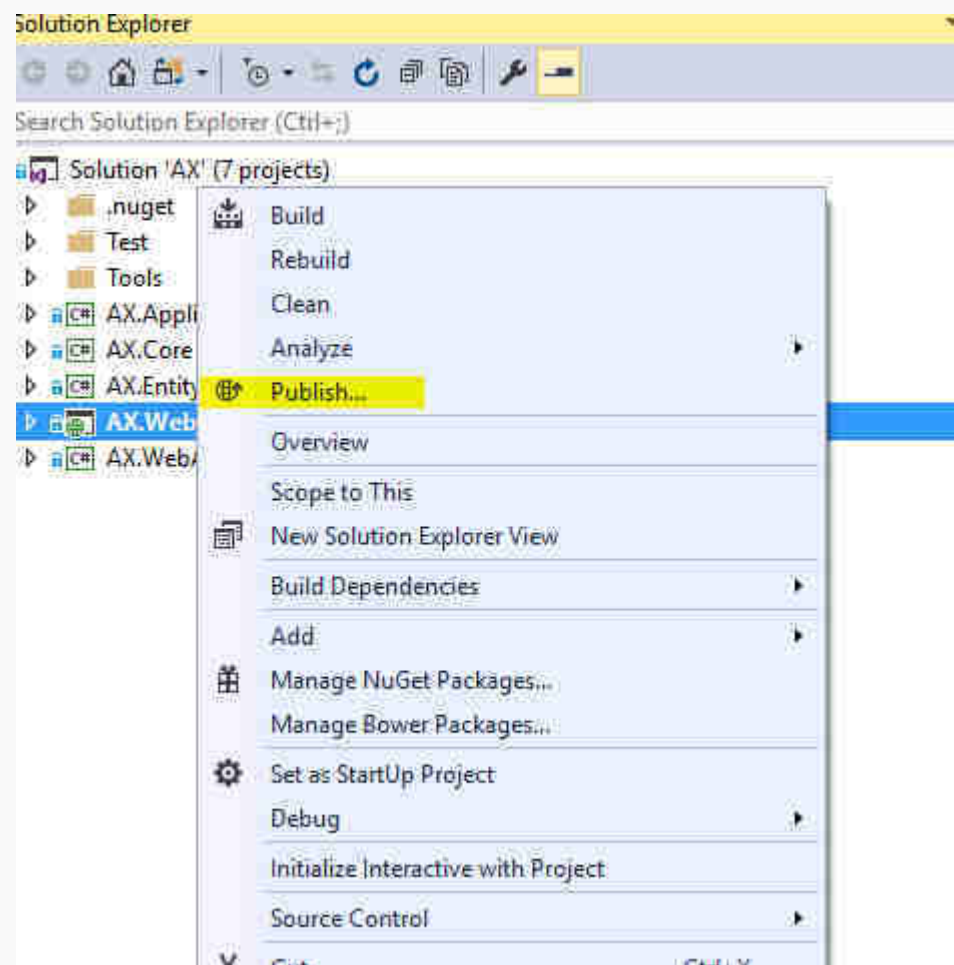 Solution Explorer
Search Solution Explorer (Ctrl+;)
Solution 'AX' (7 projects)
.nuget
Test
Tools
AX.Appli
AX.Core
AX.Entity
AX.Web
AX.WebA
Build
Rebuild
Clean
Analyze
Publish...
Overview
Scope to This
New Solution Explorer View
Build Dependencies
Add
Manage NuGet Packages...
Manage Bower Packages...
Set as StartUp Project
Debug
Initialize Interactive with Project
Source Control